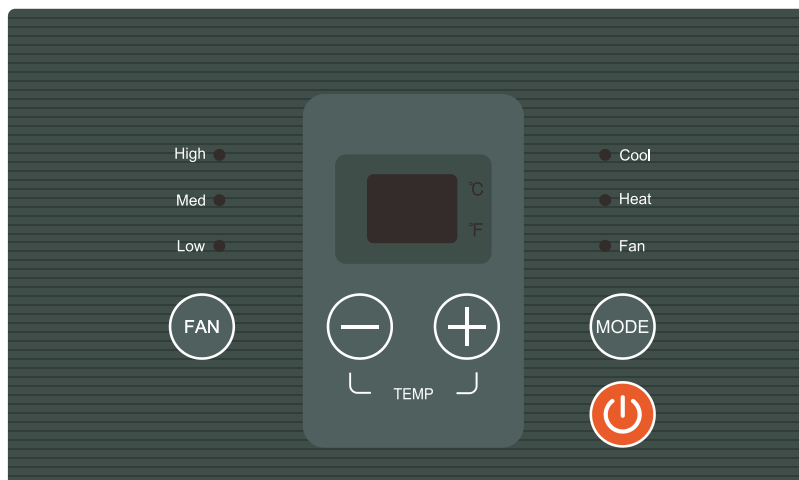 High
Med
Low
FAN
°C
°F
TEMP
Cool
Heat
Fan
MODE